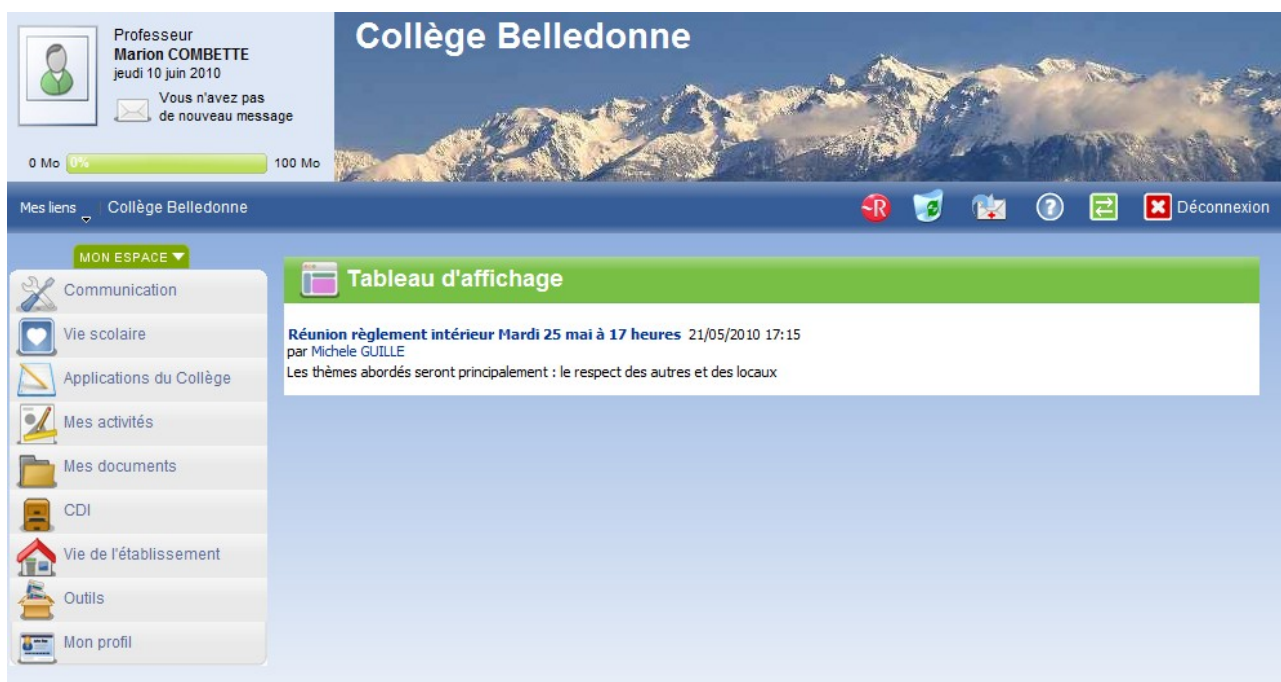 Professeur
Marion COMBETTE
jeudi 10 juin 2010
Vous n'avez pas
de nouveau message
0 Mo 0% 100 Mo
Collège Belledonne
Mes liens Collège Belledonne
R
?
Déconnexion
MON ESPACE
Communication
Vie scolaire
Applications du Collège
Mes activités
Mes documents
CDI
Vie de l'établissement
Outils
Mon profil
Tableau d'affichage
Réunion règlement intérieur Mardi 25 mai à 17 heures 21/05/2010 17:15
par Michele GUILLE
Les thèmes abordés seront principalement : le respect des autres et des locaux